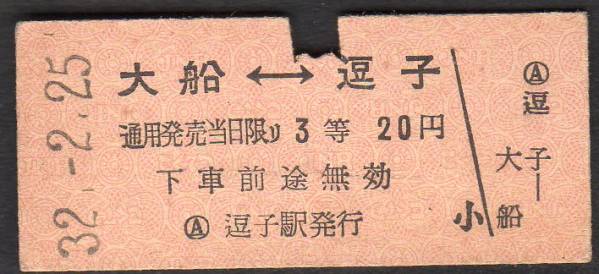 32.-2.25
大船 ↔ 逗子
通用発売当日限り 3等 20円
下車前途無効
Ⓐ 逗子駅発行
小
Ⓐ
逗子
大船